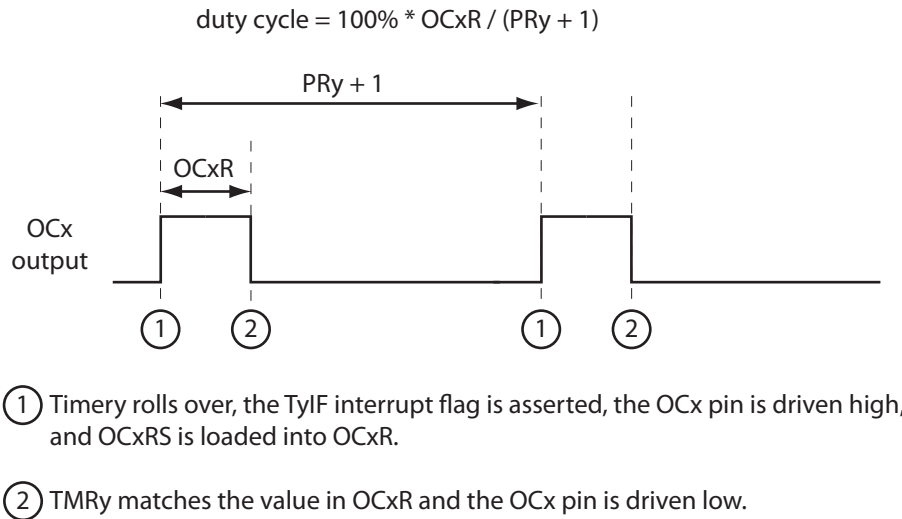 duty cycle = 100% * OCxR / (PRy + 1)
PRy + 1
OCxR
OCx
output
1 2 1 2
1 Timery rolls over, the TyIF interrupt flag is asserted, the OCx pin is driven high,
and OCxRS is loaded into OCxR.
2 TMRy matches the value in OCxR and the OCx pin is driven low.